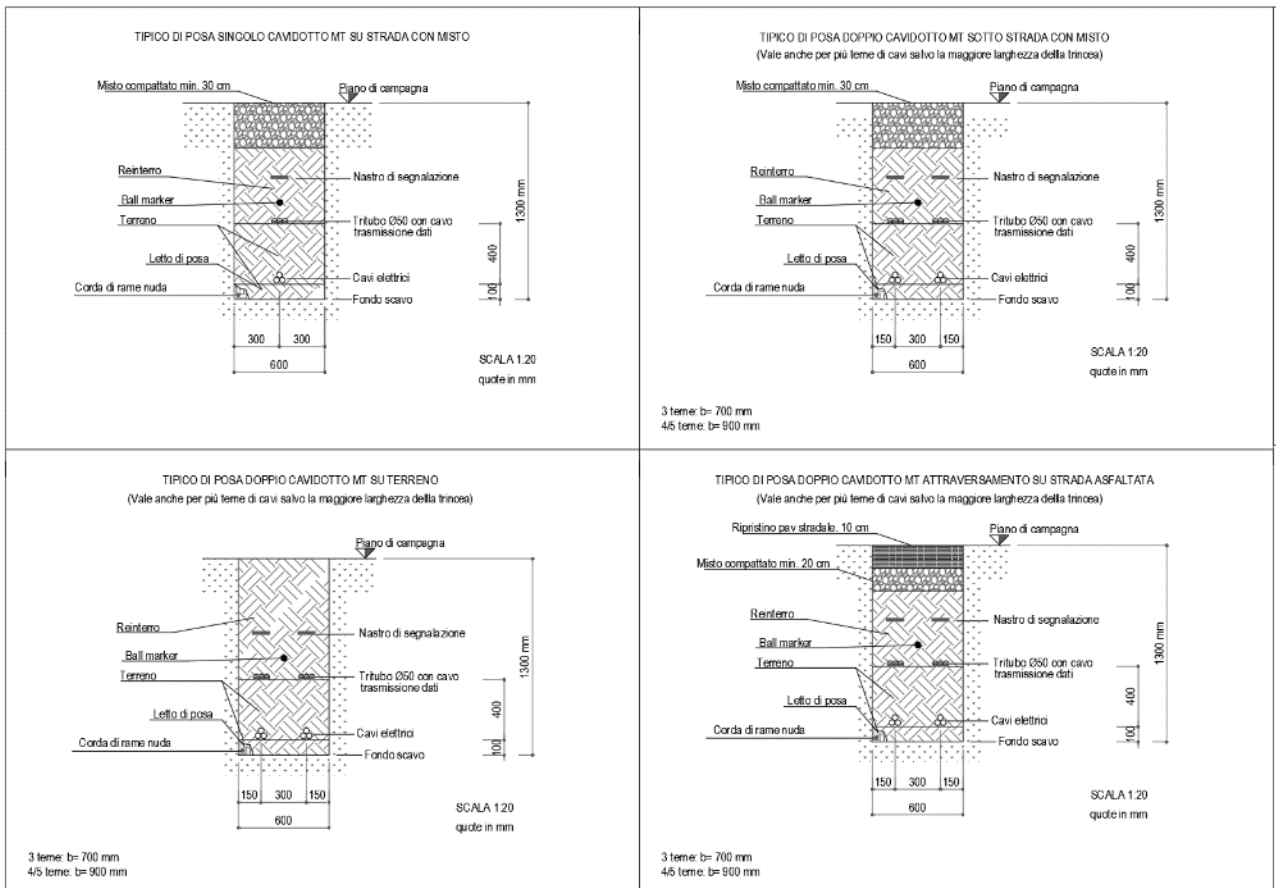 TIPICO DI POSA SINGOLO CAVIDOTTO MT SU STRADA CON MISTO
Misto compattato min. 30 cm
Piano di campagna
Reinterro
Nastro di segnalazione
Ball marker
Terreno
Tritubo Ø50 con cavo
trasmissione dati
Letto di posa
Cavi elettrici
Corda di rame nuda
Fondo scavo
1300 mm
400
100
300 300
600
SCALA 1:20
quote in mm
TIPICO DI POSA DOPPIO CAVIDOTTO MT SOTTO STRADA CON MISTO
(Vale anche per più terne di cavi salvo la maggiore larghezza dellla trincea)
Misto compattato min. 30 cm
Piano di campagna
Reinterro
Nastro di segnalazione
Ball marker
Terreno
Tritubo Ø50 con cavo
trasmissione dati
Letto di posa
Cavi elettrici
Corda di rame nuda
Fondo scavo
1300 mm
400
100
150 300 150
600
SCALA 1:20
quote in mm
3 terne: b= 700 mm
4/5 terne: b= 900 mm
TIPICO DI POSA DOPPIO CAVIDOTTO MT SU TERRENO
(Vale anche per più terne di cavi salvo la maggiore larghezza dellla trincea)
Piano di campagna
Reinterro
Nastro di segnalazione
Ball marker
Terreno
Tritubo Ø50 con cavo
trasmissione dati
Letto di posa
Cavi elettrici
Corda di rame nuda
Fondo scavo
1300 mm
400
100
150 300 150
600
SCALA 1:20
quote in mm
3 terne: b= 700 mm
4/5 terne: b= 900 mm
TIPICO DI POSA DOPPIO CAVIDOTTO MT ATTRAVERSAMENTO SU STRADA ASFALTATA
(Vale anche per più terne di cavi salvo la maggiore larghezza dellla trincea)
Ripristino pav stradale. 10 cm
Piano di campagna
Misto compattato min. 20 cm
Reinterro
Nastro di segnalazione
Ball marker
Terreno
Tritubo Ø50 con cavo
trasmissione dati
Letto di posa
Cavi elettrici
Corda di rame nuda
Fondo scavo
1300 mm
400
100
150 300 150
600
SCALA 1:20
quote in mm
3 terne: b= 700 mm
4/5 terne: b= 900 mm